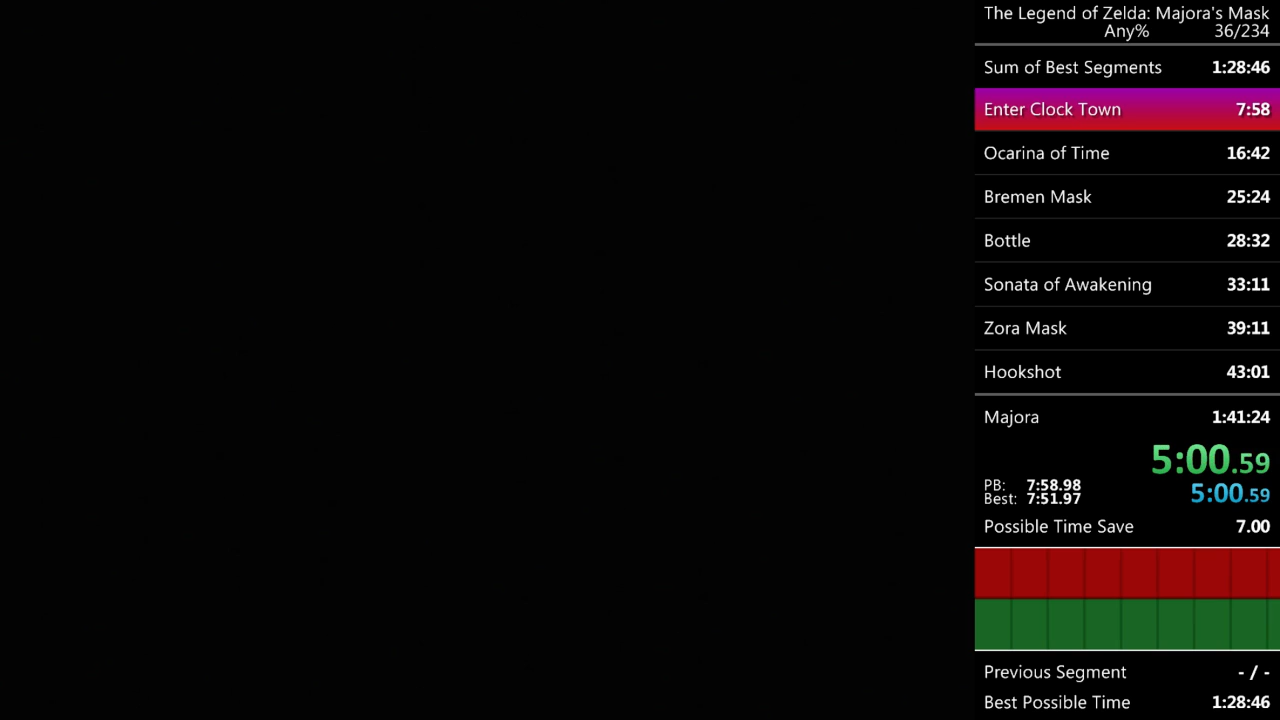 The Legend of Zelda: Majora's Mask
Any% 36/234
Sum of Best Segments 1:28:46
Enter Clock Town 7:58
Ocarina of Time 16:42
Bremen Mask 25:24
Bottle 28:32
Sonata of Awakening 33:11
Zora Mask 39:11
Hookshot 43:01
Majora 1:41:24
5:00.59
PB: 7:58.98
Best: 7:51.97 5:00.59
Possible Time Save 7.00
Previous Segment - / -
Best Possible Time 1:28:46